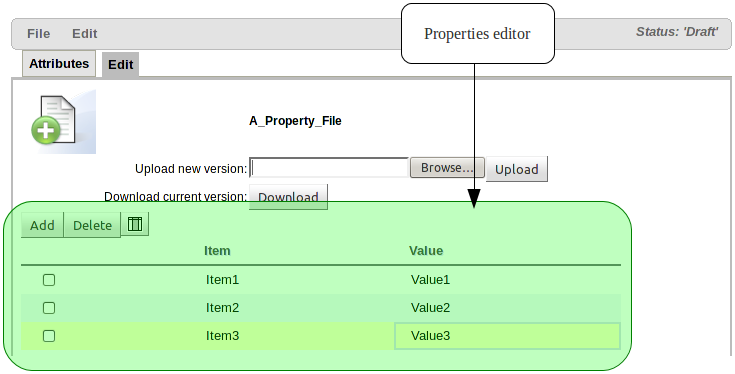 Properties editor
File Edit Status: 'Draft'
Attributes Edit
A_Property_File
Upload new version: Browse... Upload
Download current version: Download
Add Delete
Item Value
Item1 Value1
Item2 Value2
Item3 Value3